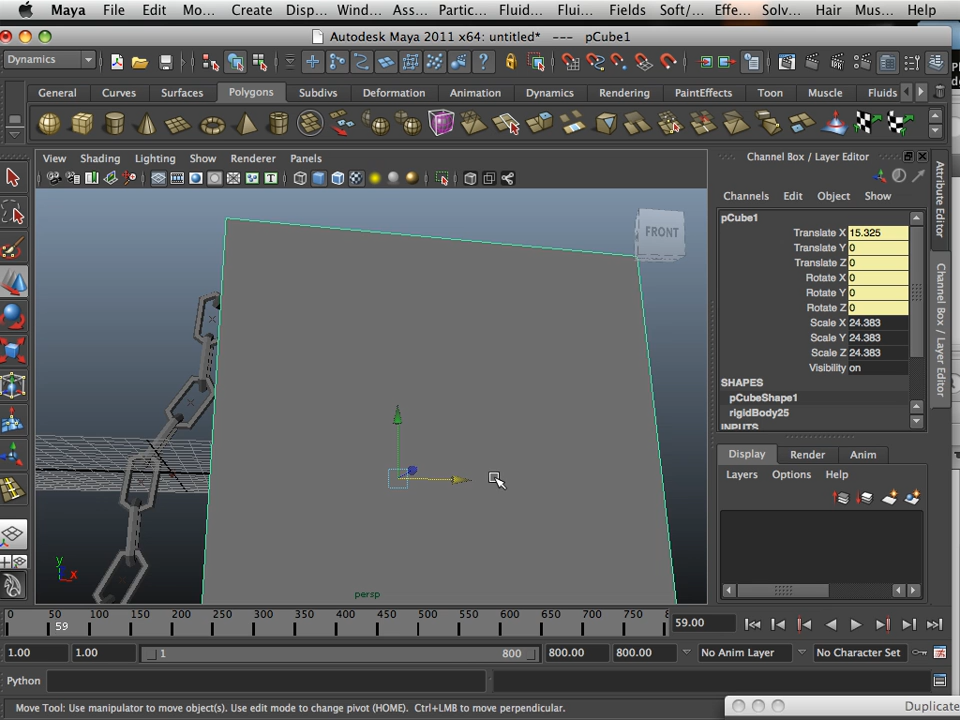 Maya File Edit Mo... Create Disp... Wind... Ass... Partic... Fluid... Flui... Fields Soft/... Effe... Solv... Hair Mus... Help
Autodesk Maya 2011 x64: untitled* --- pCube1
Dynamics
General Curves Surfaces Polygons Subdivs Deformation Animation Dynamics Rendering PaintEffects Toon Muscle Fluids
View Shading Lighting Show Renderer Panels
Channel Box / Layer Editor
Channels Edit Object Show
pCube1
Translate X 15.325
Translate Y 0
Translate Z 0
Rotate X 0
Rotate Y 0
Rotate Z 0
Scale X 24.383
Scale Y 24.383
Scale Z 24.383
Visibility on
SHAPES
pCubeShape1
rigidBody25
INPUTS
Attribute Editor
Channel Box / Layer Editor
FRONT
Display Render Anim
Layers Options Help
y
x
persp
0 50 100 150 200 250 300 350 400 450 500 550 600 650 700 750 8
59
59.00
1.00 1.00 1 800 800.00 800.00 No Anim Layer No Character Set
Python
Move Tool: Use manipulator to move object(s). Use edit mode to change pivot (HOME). Ctrl+LMB to move perpendicular.
Duplicate